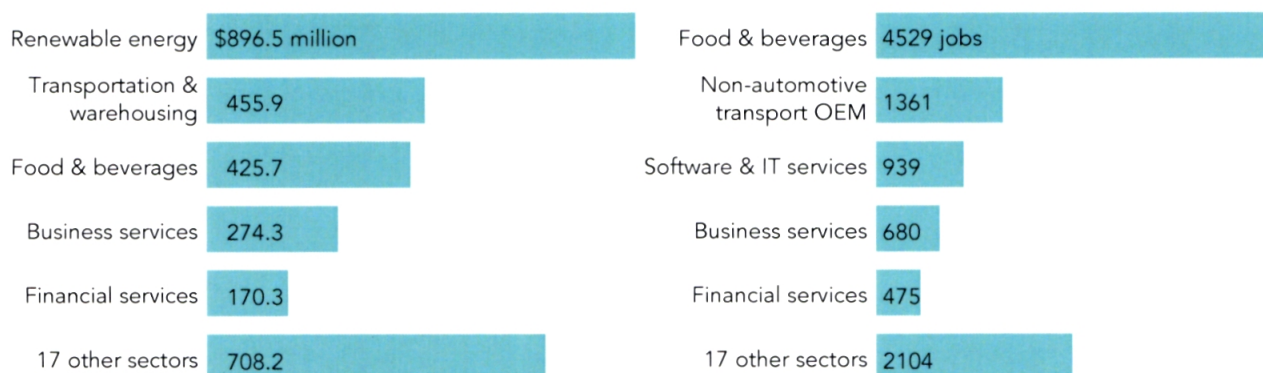 Renewable energy $896.5 million
Transportation &
warehousing 455.9
Food & beverages 425.7
Business services 274.3
Financial services 170.3
17 other sectors 708.2
Food & beverages 4529 jobs
Non-automotive
transport OEM 1361
Software & IT services 939
Business services 680
Financial services 475
17 other sectors 2104